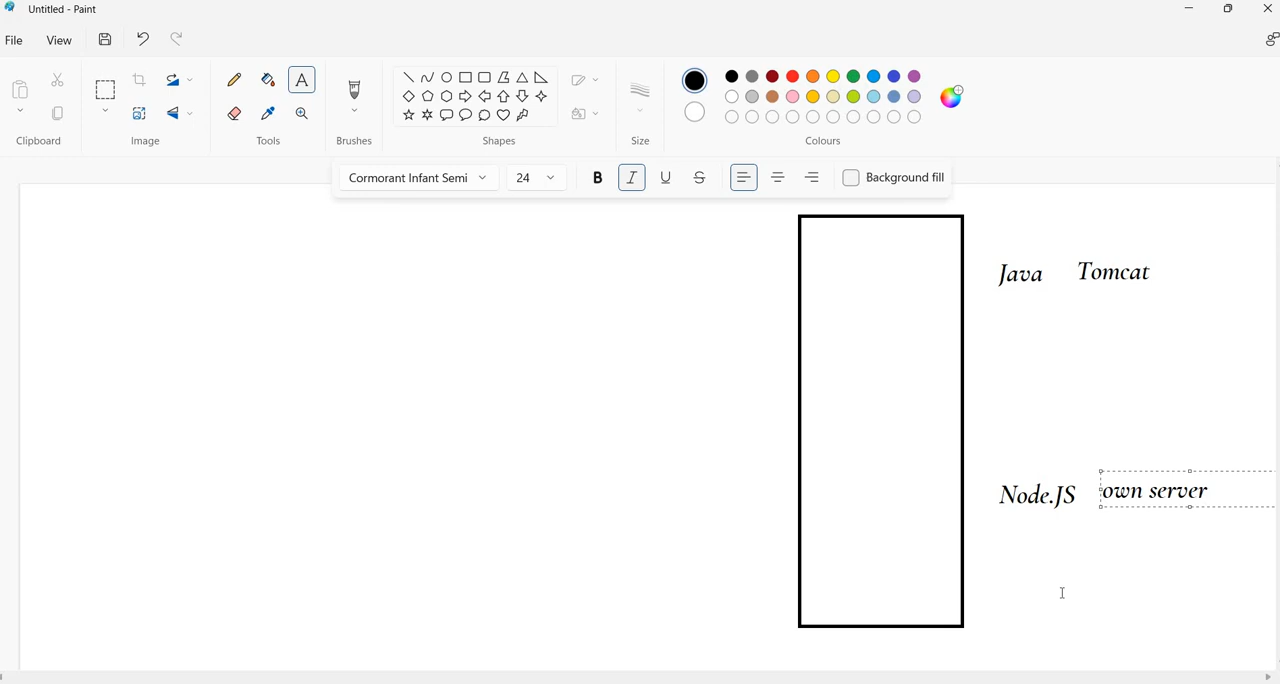 Untitled - Paint
File View
Clipboard Image Tools Brushes Shapes Size Colours
Cormorant Infant Semi 24 B I U S Background fill
Java Tomcat
Node.JS own server